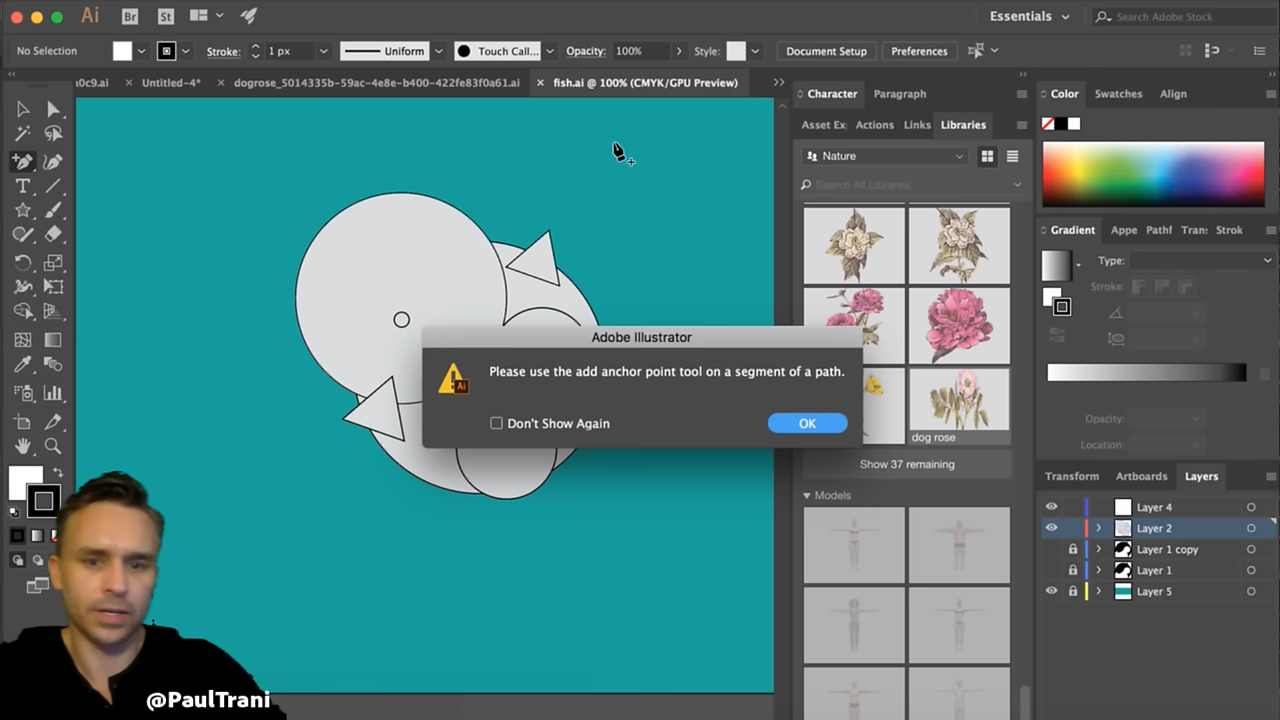 Ai Br St Essentials Search Adobe Stock
No Selection Stroke: 1 px Uniform Touch Call... Opacity: 100% Style: Document Setup Preferences
0c9.ai Untitled-4* dogrose_5014335b-59ac-4e8e-b400-422fe83f0a61.ai fish.ai @ 100% (CMYK/GPU Preview)
Character Paragraph
Asset Ex Actions Links Libraries
Nature
Search All Libraries
dog rose
Show 37 remaining
Models
Color Swatches Align
Gradient Appe Pathf Tran Strok
Type:
Stroke:
Opacity:
Location:
Transform Artboards Layers
Layer 4
Layer 2
Layer 1 copy
Layer 1
Layer 5
Adobe Illustrator
Ai
Please use the add anchor point tool on a segment of a path.
Don't Show Again OK
@PaulTrani